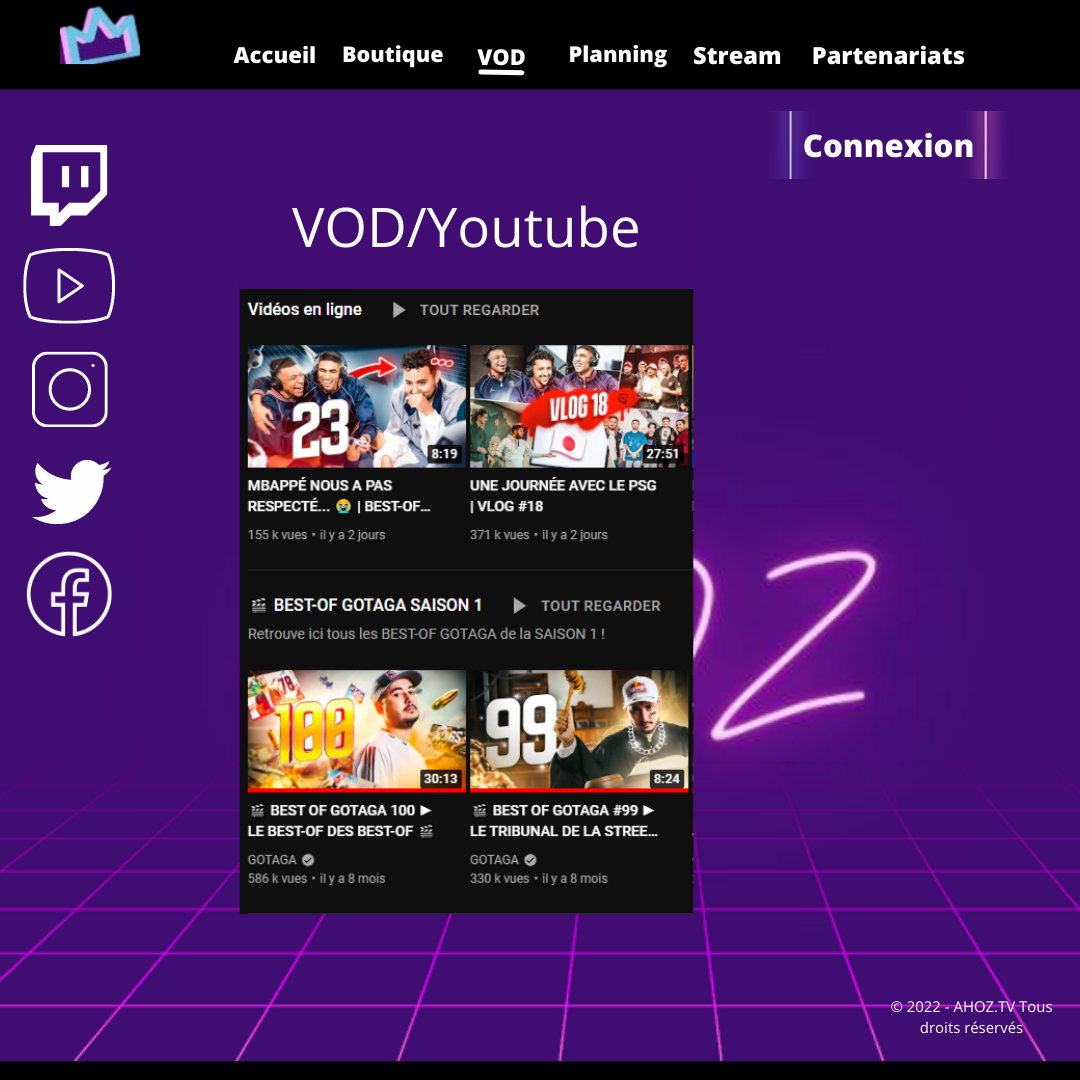 Accueil Boutique VOD Planning Stream Partenariats
Connexion
VOD/Youtube
Vidéos en ligne TOUT REGARDER
23
8:19
VLOG 18
27:51
MBAPPÉ NOUS A PAS
RESPECTÉ... 😭 | BEST-OF...
155 k vues • il y a 2 jours
UNE JOURNÉE AVEC LE PSG
| VLOG #18
371 k vues • il y a 2 jours
🎬 BEST-OF GOTAGA SAISON 1 TOUT REGARDER
Retrouve ici tous les BEST-OF GOTAGA de la SAISON 1 !
78
100
30:13
99
8:24
🎬 BEST OF GOTAGA 100 ►
LE BEST-OF DES BEST-OF 🎬
GOTAGA
586 k vues • il y a 8 mois
🎬 BEST OF GOTAGA #99 ►
LE TRIBUNAL DE LA STREE...
GOTAGA
330 k vues • il y a 8 mois
OZ
© 2022 - AHOZ.TV Tous
droits réservés